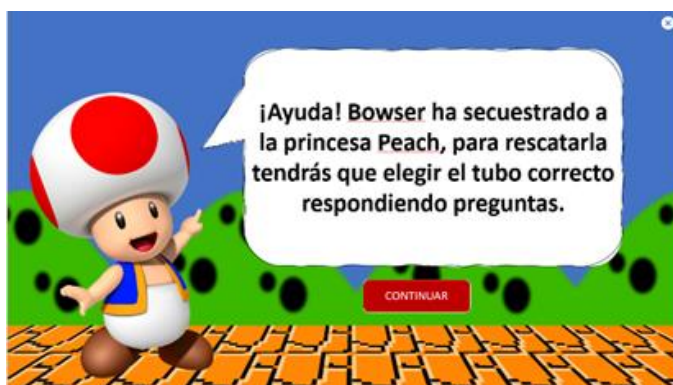 ¡Ayuda! Bowser ha secuestrado a
la princesa Peach, para rescatarla
tendrás que elegir el tubo correcto
respondiendo preguntas.
CONTINUAR